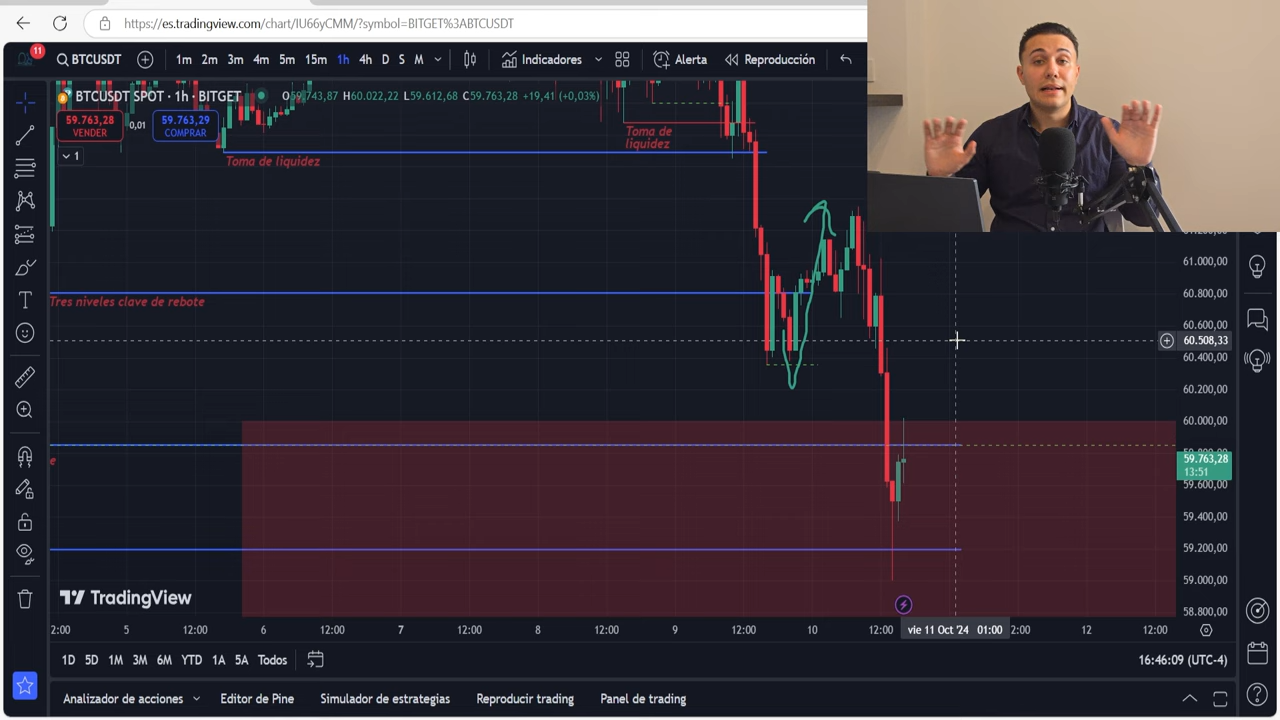 https://es.tradingview.com/chart/IU66yCMM/?symbol=BITGET%3ABTCUSDT
11
BTCUSDT 1m 2m 3m 4m 5m 15m 1h 4h D S M Indicadores Alerta Reproducción
BTCUSDT SPOT · 1h · BITGET L59.612,68 C59.763,28 +19,41 (+0,03%)
59.763,28
VENDER
0,01
59.763,29
COMPRAR
1
Toma de liquidez
Toma de
liquidez
Tres niveles clave de rebote
e
61.000,00
60.800,00
60.600,00
60.508,33
60.400,00
60.200,00
60.000,00
59.763,28
13:51
59.600,00
59.400,00
59.200,00
59.000,00
58.800,00
TradingView
2:00 5 12:00 6 12:00 7 12:00 8 12:00 9 12:00 10 12:00 vie 11 Oct '24 01:00 2:00 12 12:00
1D 5D 1M 3M 6M YTD 1A 5A Todos 16:46:09 (UTC-4)
Analizador de acciones Editor de Pine Simulador de estrategias Reproducir trading Panel de trading